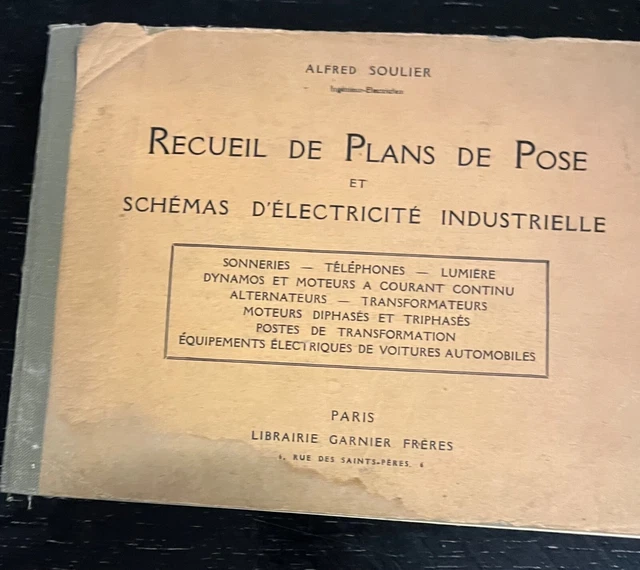 ALFRED SOULIER
Ingénieur-Électricien
RECUEIL DE PLANS DE POSE
ET
SCHÉMAS D'ÉLECTRICITÉ INDUSTRIELLE
SONNERIES — TÉLÉPHONES — LUMIÈRE
DYNAMOS ET MOTEURS A COURANT CONTINU
ALTERNATEURS — TRANSFORMATEURS
MOTEURS DIPHASÉS ET TRIPHASÉS
POSTES DE TRANSFORMATION
ÉQUIPEMENTS ÉLECTRIQUES DE VOITURES AUTOMOBILES
PARIS
LIBRAIRIE GARNIER FRÈRES
6, RUE DES SAINTS-PÈRES, 6